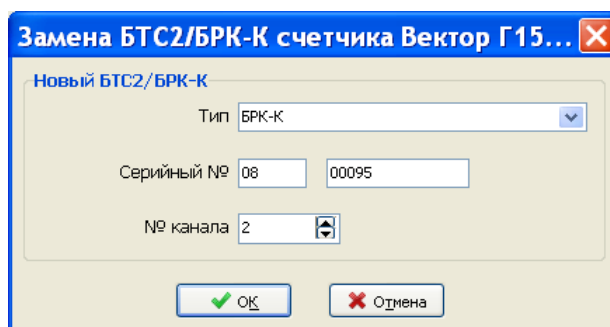 Замена БТС2/БРК-К счетчика Вектор Г15...
Новый БТС2/БРК-К
Тип БРК-К
Серийный № 08 00095
№ канала 2
OK Отмена